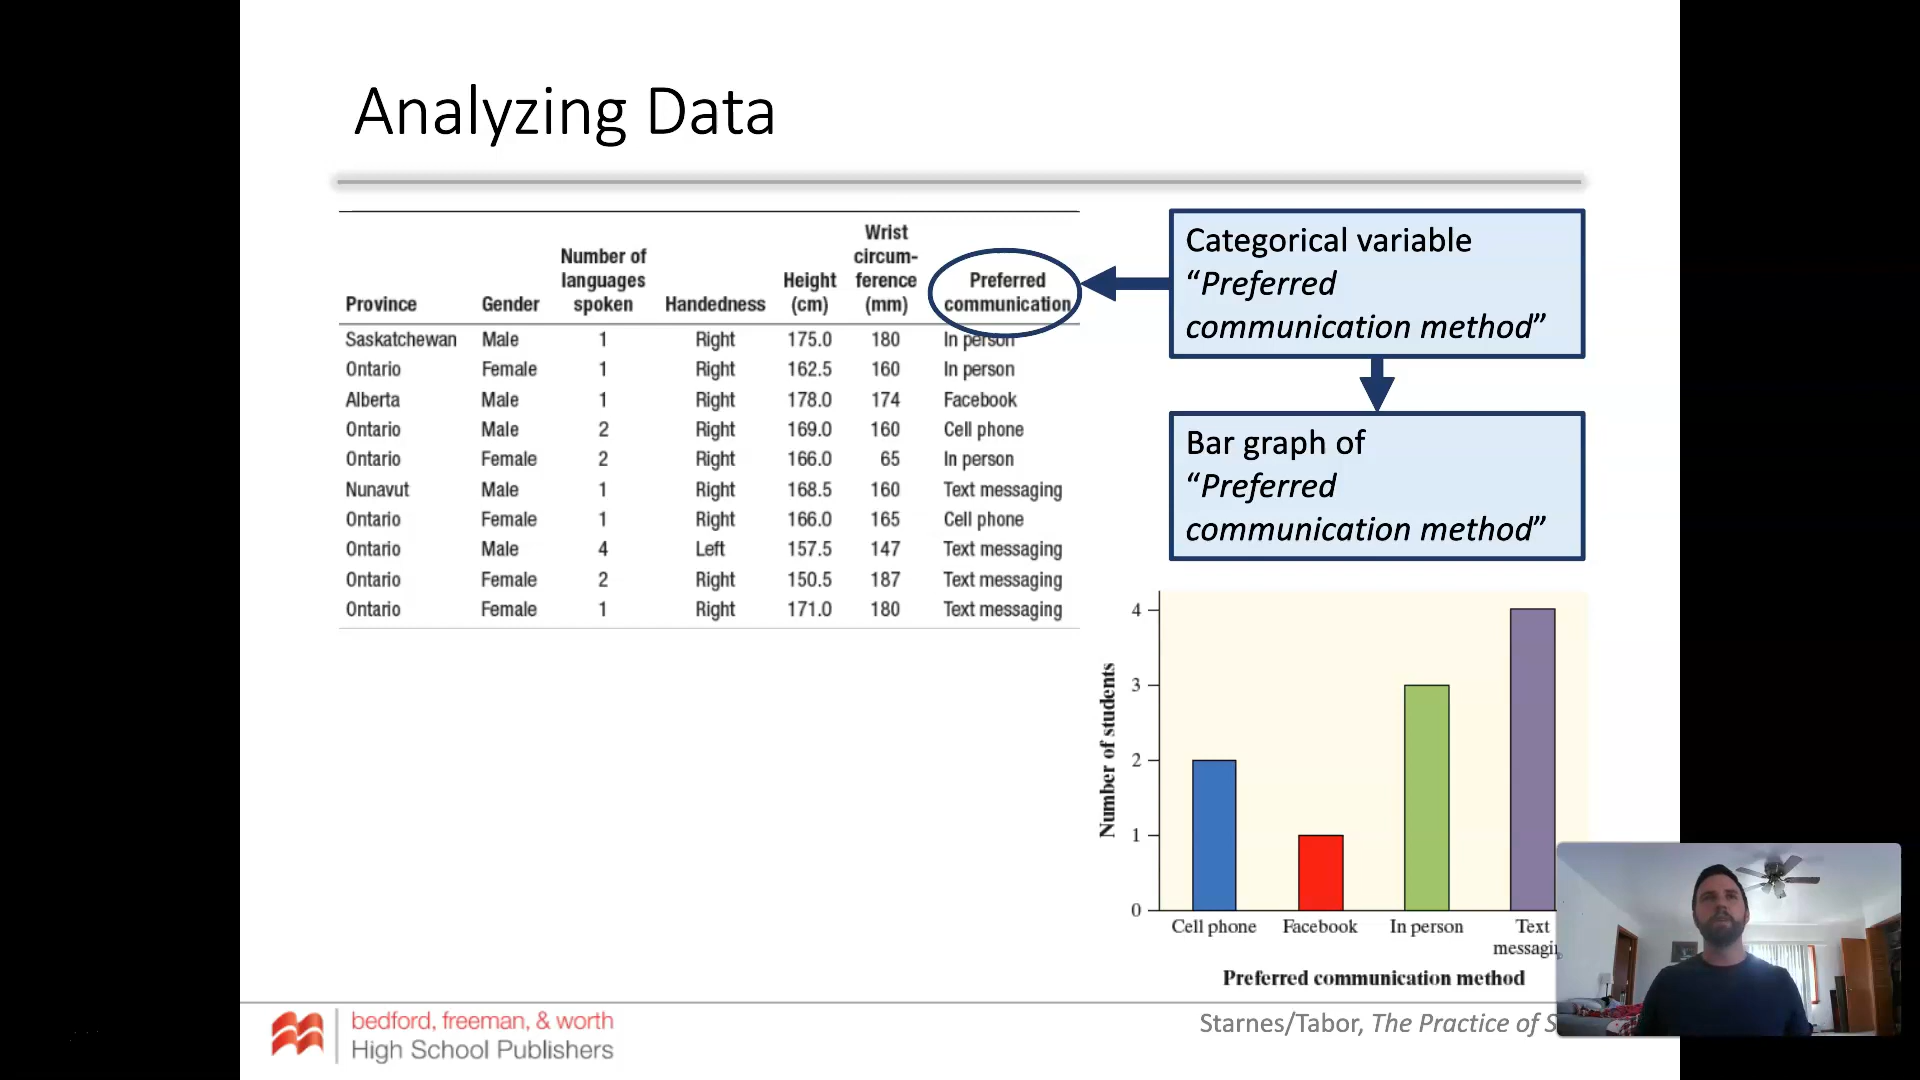 Analyzing Data
Wrist
Number of circum-
languages Height ference Preferred
Province Gender spoken Handedness (cm) (mm) communication
Saskatchewan Male 1 Right 175.0 180 In person
Ontario Female 1 Right 162.5 160 In person
Alberta Male 1 Right 178.0 174 Facebook
Ontario Male 2 Right 169.0 160 Cell phone
Ontario Female 2 Right 166.0 65 In person
Nunavut Male 1 Right 168.5 160 Text messaging
Ontario Female 1 Right 166.0 165 Cell phone
Ontario Male 4 Left 157.5 147 Text messaging
Ontario Female 2 Right 150.5 187 Text messaging
Ontario Female 1 Right 171.0 180 Text messaging
Categorical variable
“Preferred
communication method”
Bar graph of
“Preferred
communication method”
Number of students
4
3
2
1
0
Cell phone Facebook In person Text
Preferred communication method
bedford, freeman, & worth
High School Publishers
Starnes/Tabor, The Practice of